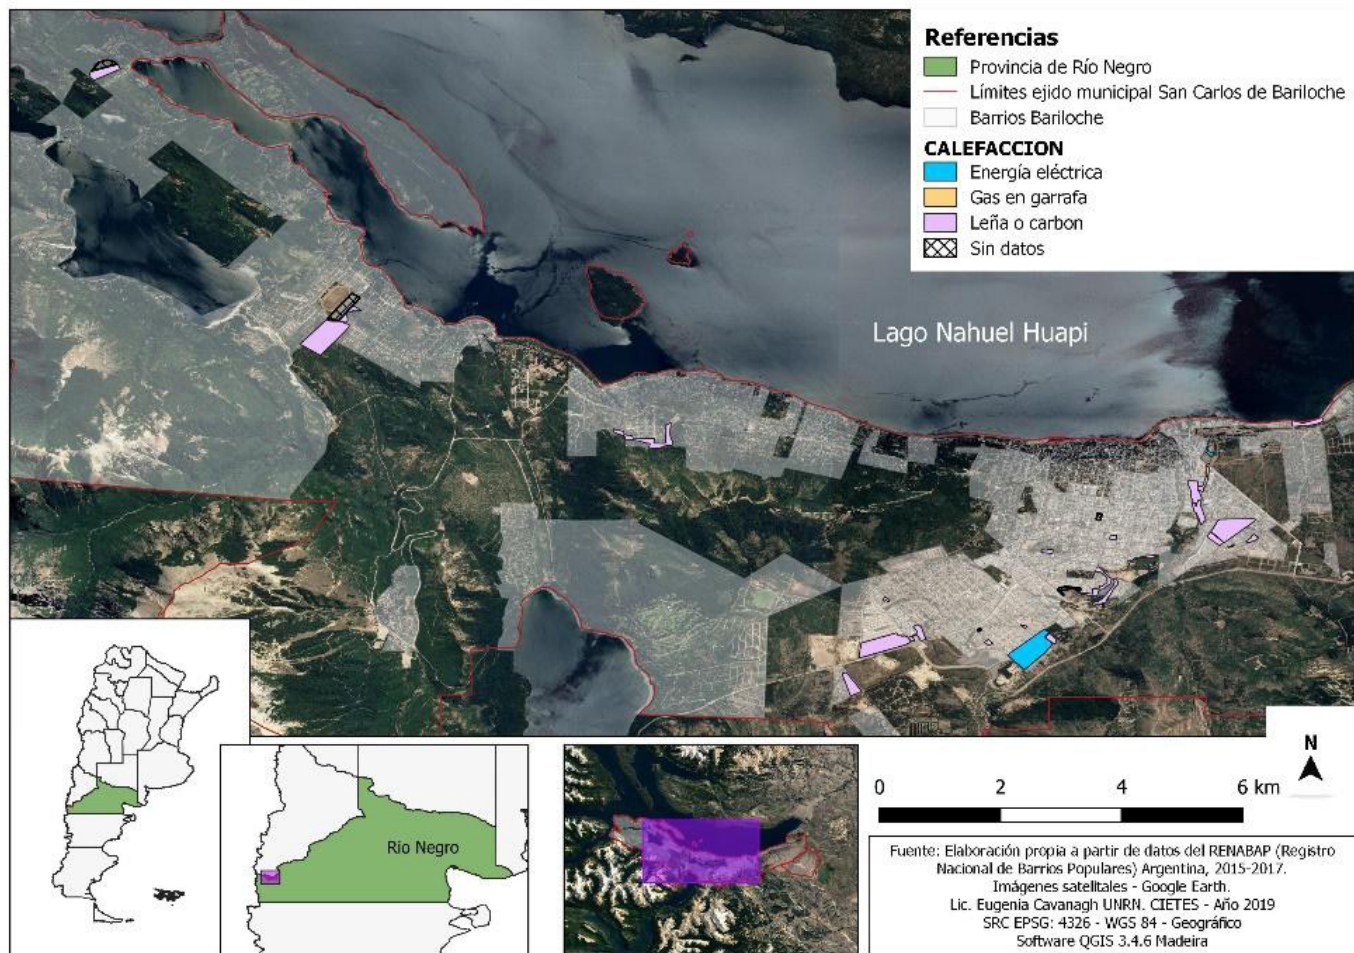 Referencias
Provincia de Río Negro
Límites ejido municipal San Carlos de Bariloche
Barrios Bariloche
CALEFACCION
Energía eléctrica
Gas en garrafa
Leña o carbon
Sin datos
Lago Nahuel Huapi
Río Negro
N
0 2 4 6 km
Fuente: Elaboración propia a partir de datos del RENABAP (Registro
Nacional de Barrios Populares) Argentina, 2015-2017.
Imágenes satelitales - Google Earth.
Lic. Eugenia Cavanagh UNRN. CIETES - Año 2019
SRC EPSG: 4326 - WGS 84 - Geográfico
Software QGIS 3.4.6 Madeira